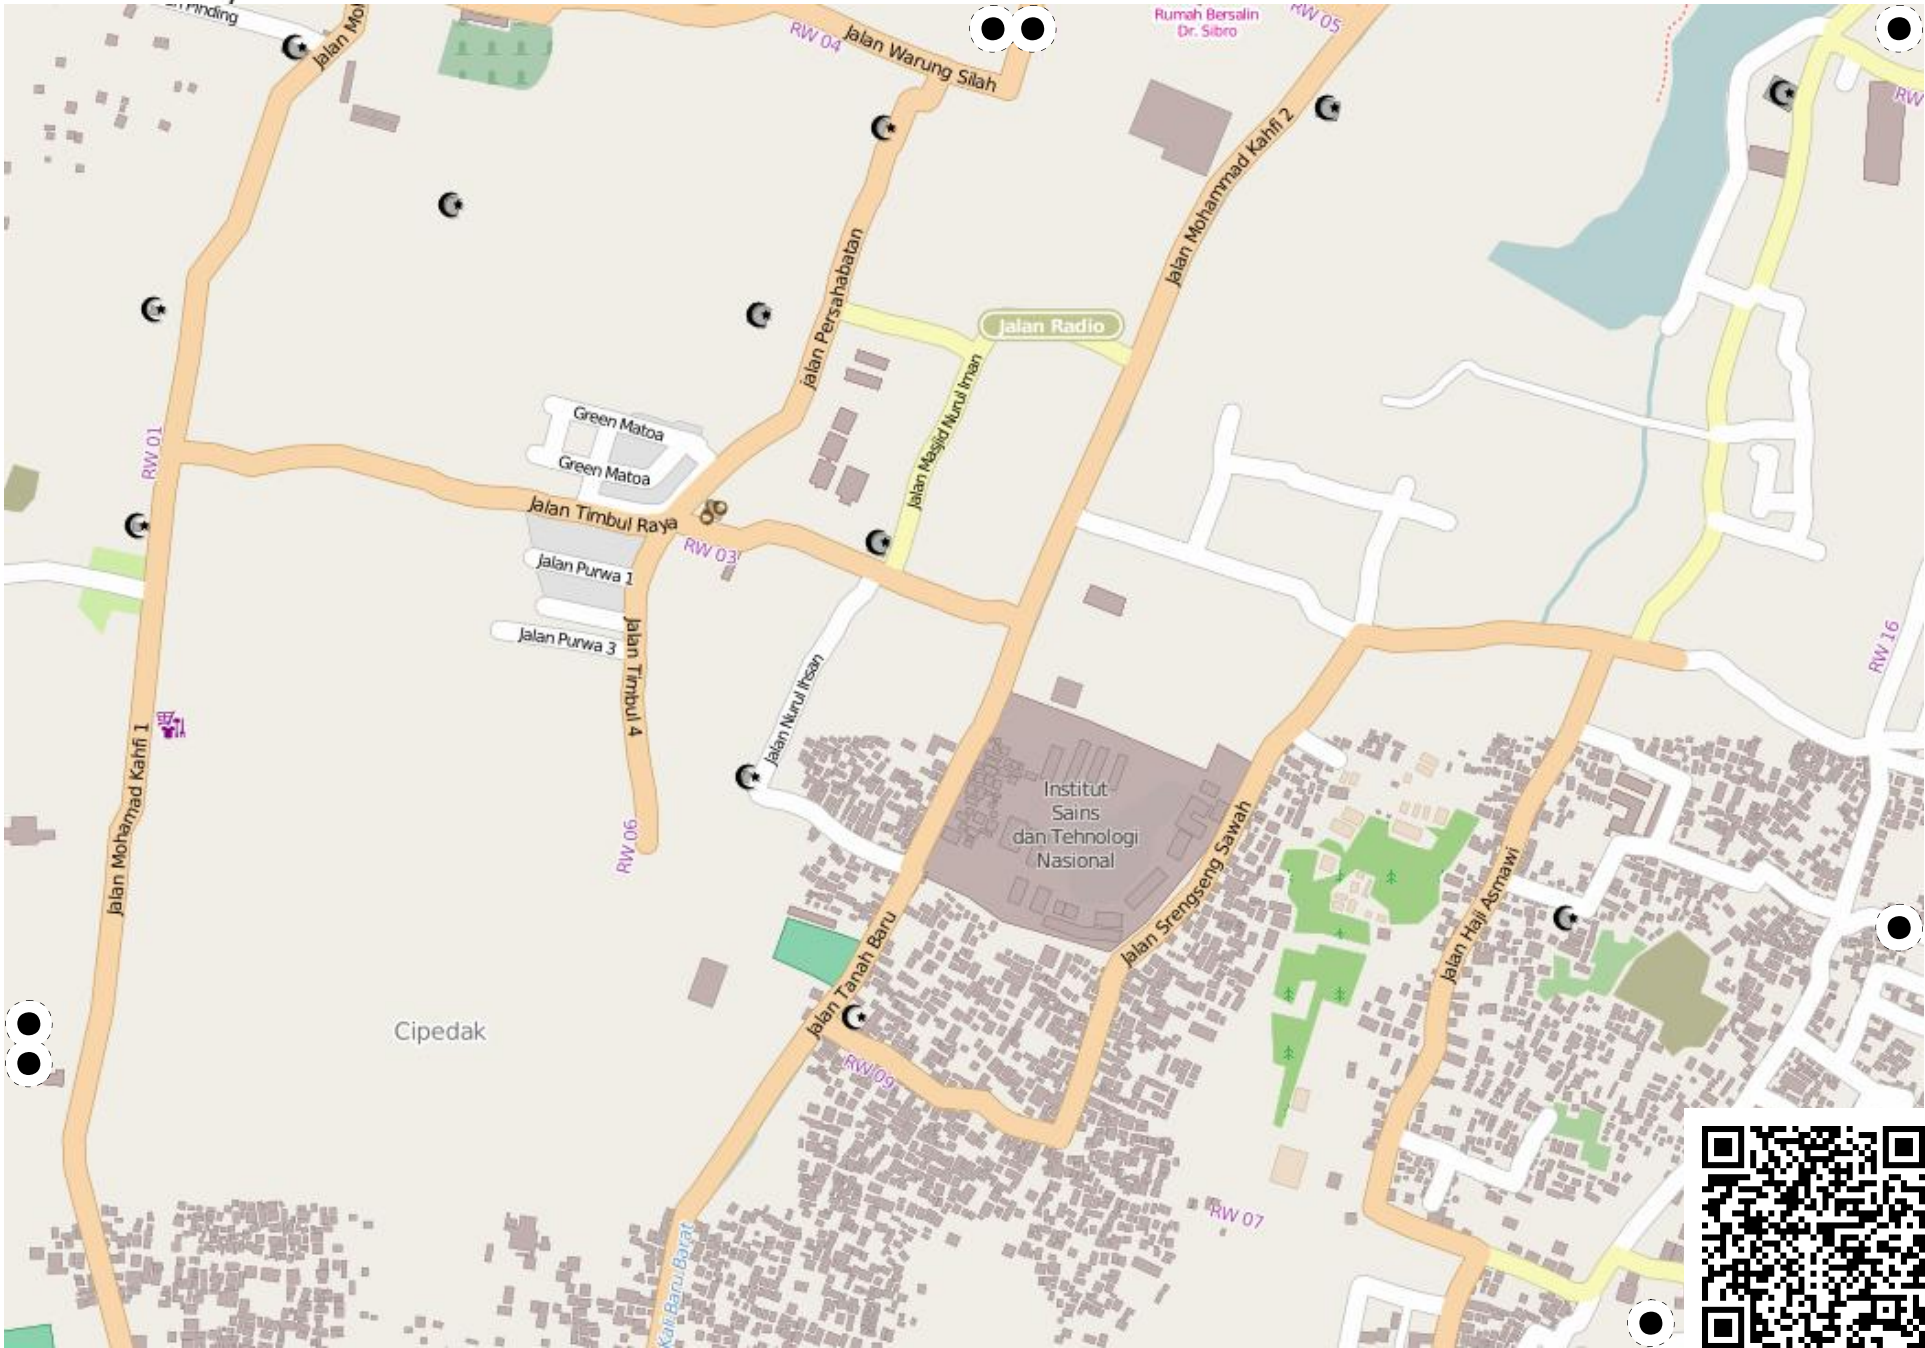 RW 04
Jalan Warung Silah
Rumah Bersalin
Dr. Sibro
RW 05
RW
Jalan Mohammad Kahfi 2
jalan Persahabatan
Jalan Radio
Jalan Masjid Nurul Iman
RW 01
Green Matoa
Green Matoa
Jalan Timbul Raya
RW 03
Jalan Purwa 1
Jalan Purwa 3
Jalan Timbul 4
Jalan Nurul Ihsan
RW 16
Jalan Mohamad Kahfi 1
RW 06
Institut
Sains
dan Tehnologi
Nasional
Jalan Srengseng Sawah
Jalan Haji Asmawi
Jalan Tanah Baru
Cipedak
RW 09
RW 07
Kali Baru Barat